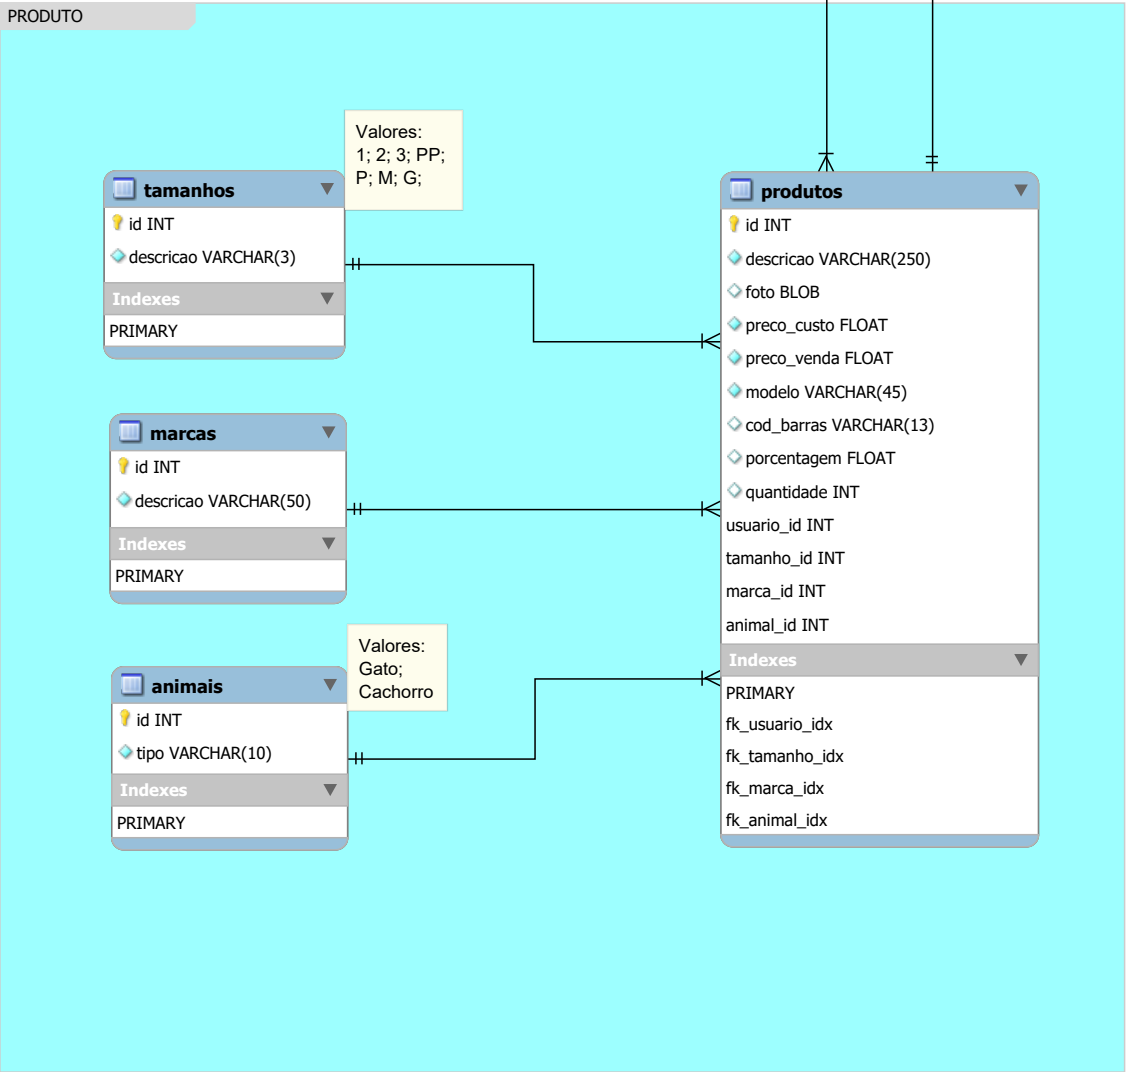 PRODUTO
Valores:
1; 2; 3; PP;
P; M; G;
tamanhos
id INT
descricao VARCHAR(3)
Indexes
PRIMARY
marcas
id INT
descricao VARCHAR(50)
Indexes
PRIMARY
Valores:
Gato;
Cachorro
animais
id INT
tipo VARCHAR(10)
Indexes
PRIMARY
produtos
id INT
descricao VARCHAR(250)
foto BLOB
preco_custo FLOAT
preco_venda FLOAT
modelo VARCHAR(45)
cod_barras VARCHAR(13)
porcentagem FLOAT
quantidade INT
usuario_id INT
tamanho_id INT
marca_id INT
animal_id INT
Indexes
PRIMARY
fk_usuario_idx
fk_tamanho_idx
fk_marca_idx
fk_animal_idx